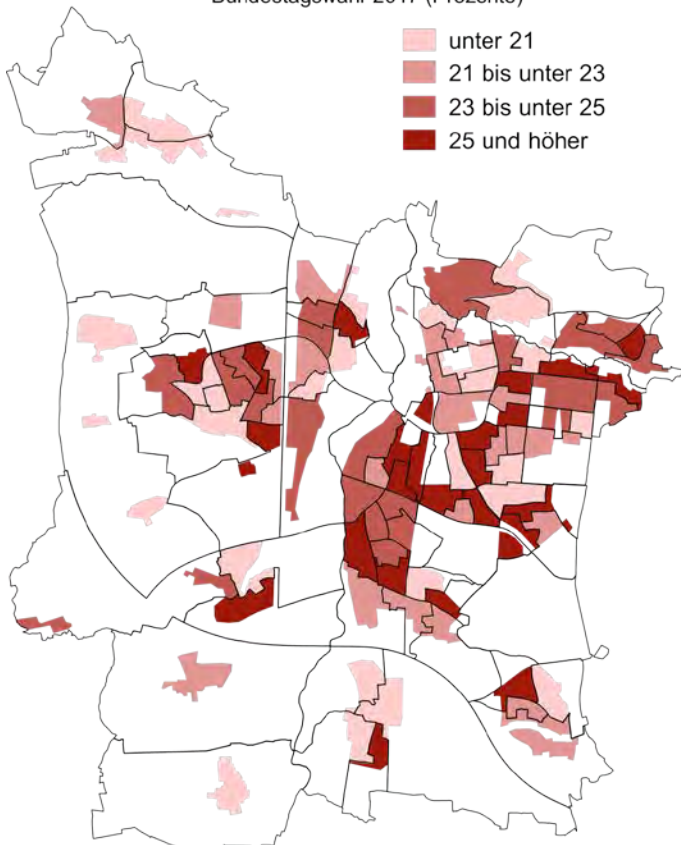 Bundestagswahl 2017 (Prozente)
unter 21
21 bis unter 23
23 bis unter 25
25 und höher